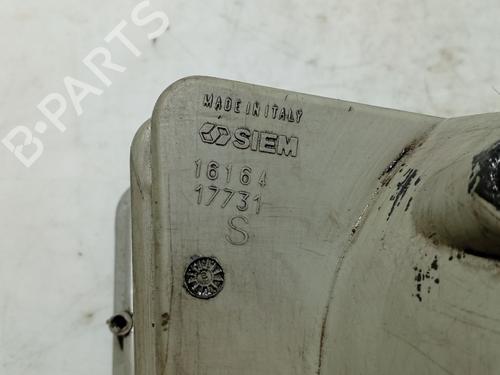 B-PARTS
MADE IN ITALY
SIEM
16164
17731
S